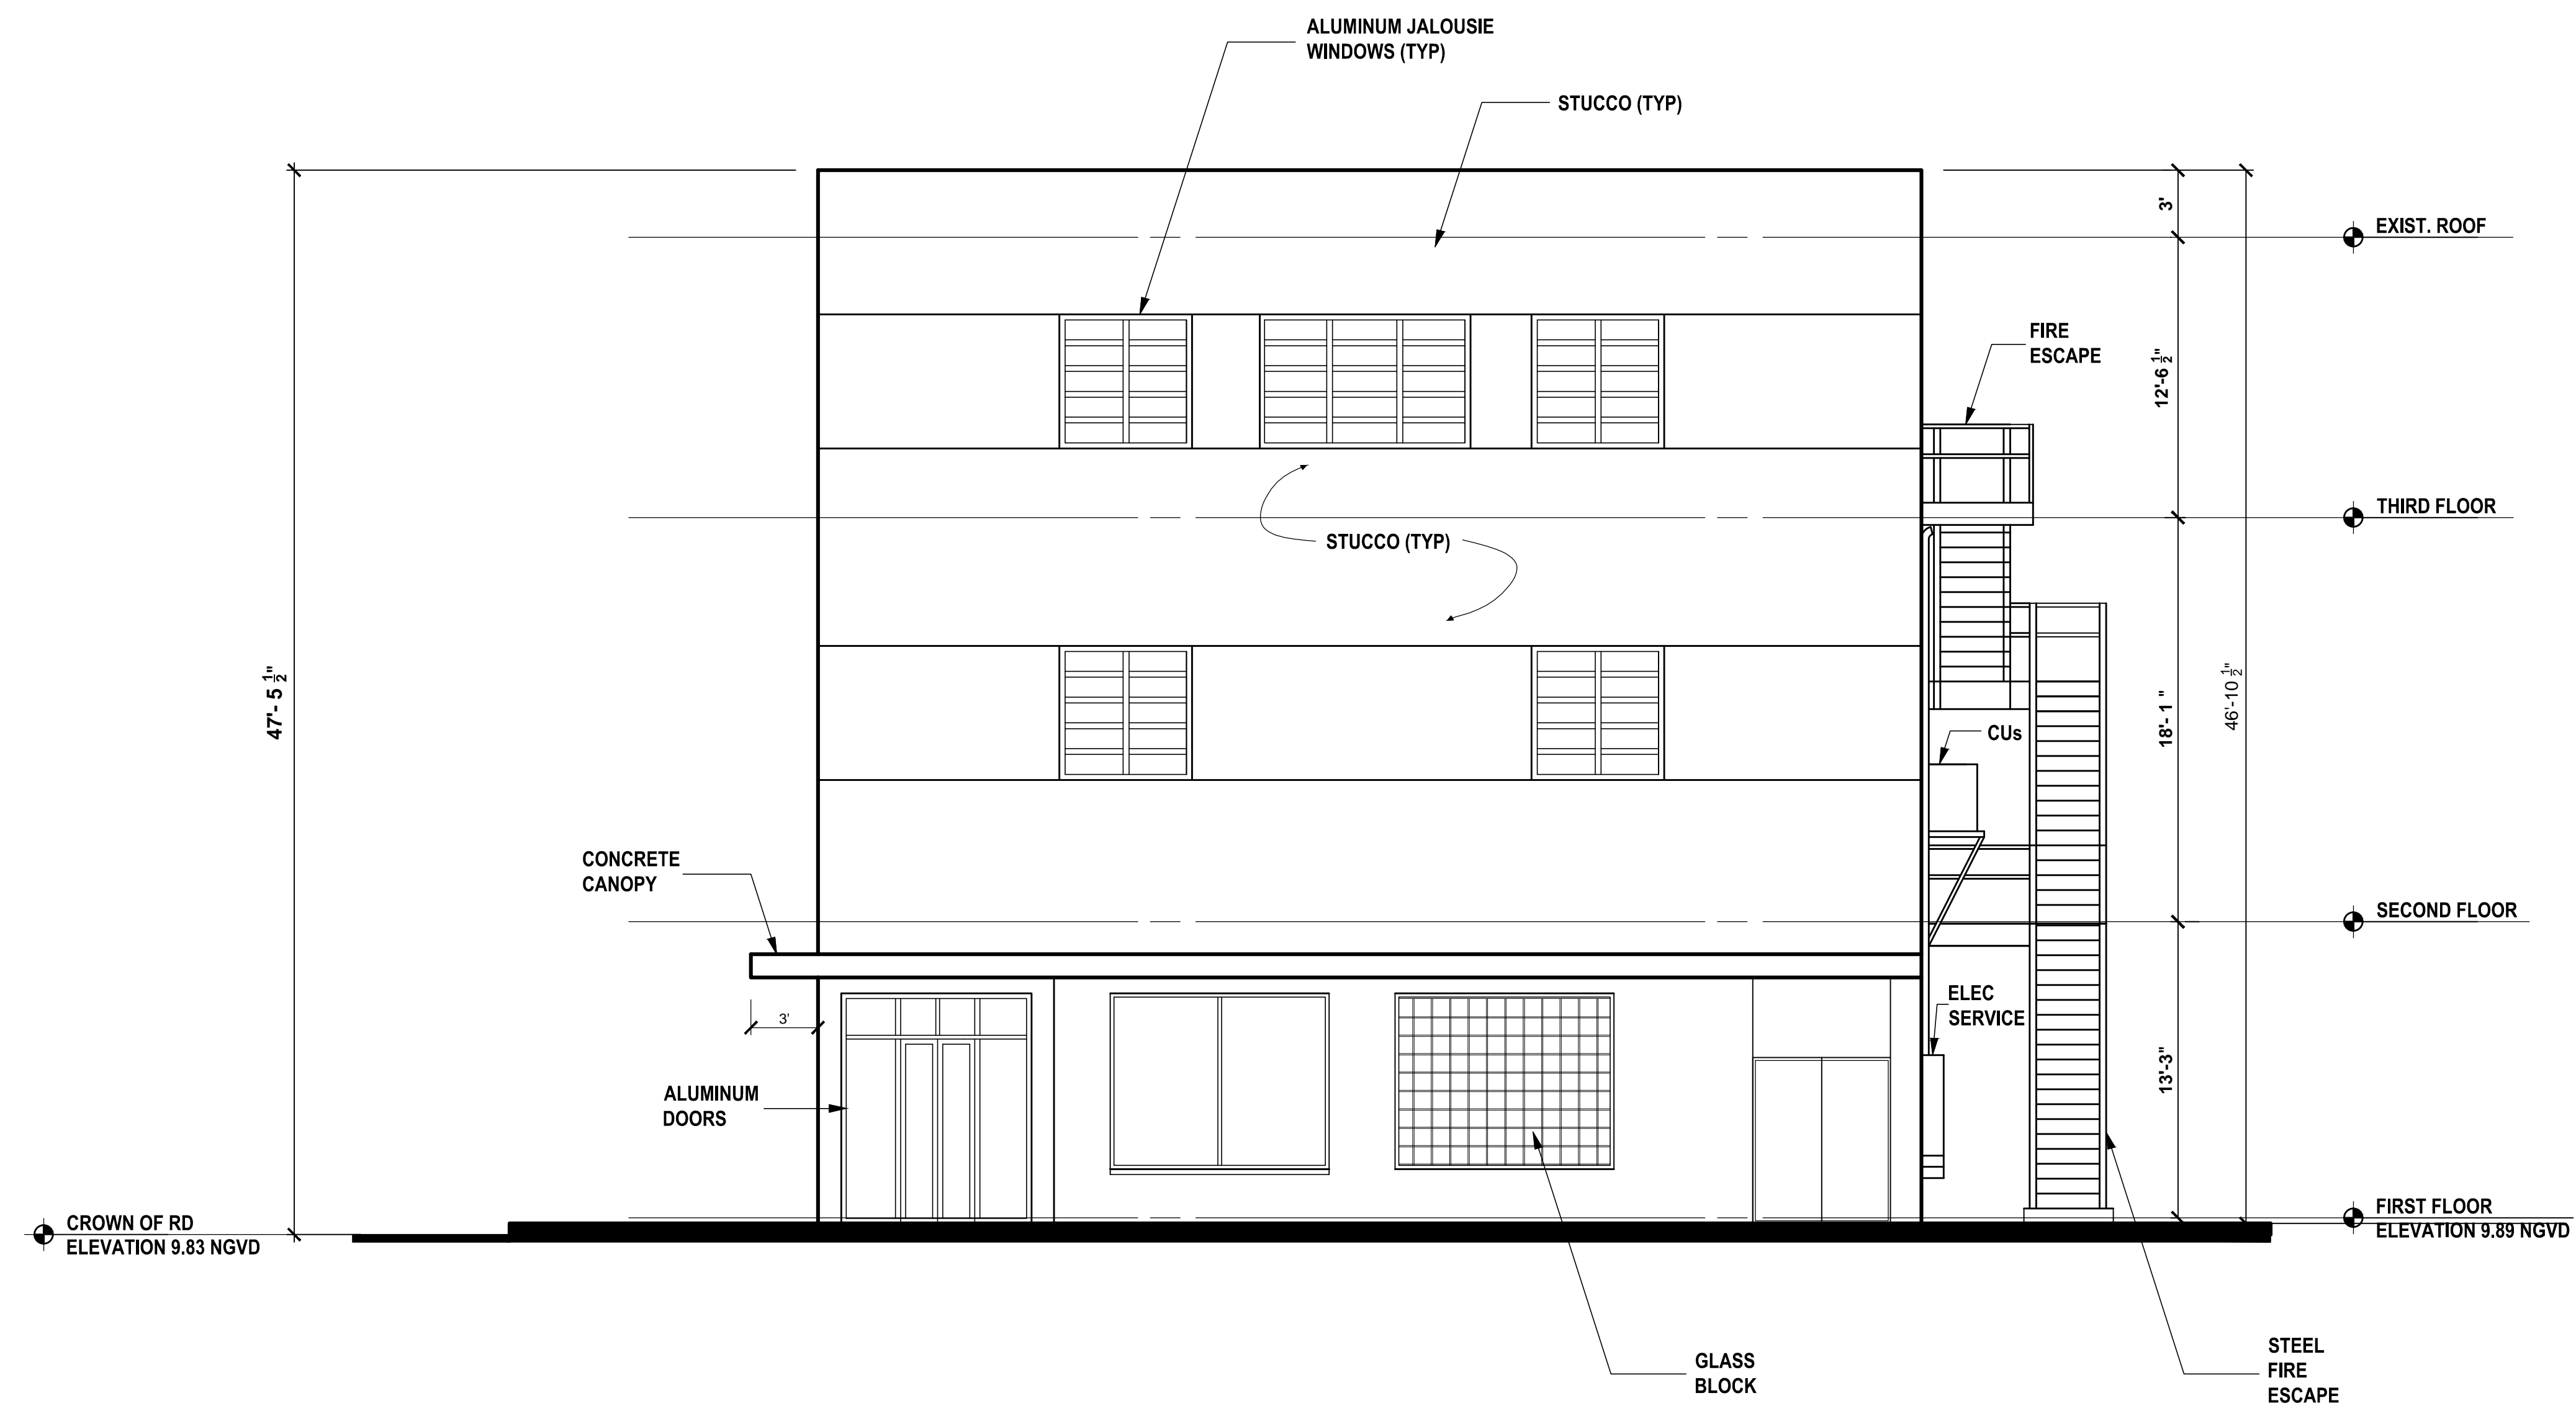 ALUMINUM JALOUSIE
WINDOWS (TYP)
STUCCO (TYP)
3'
EXIST. ROOF
FIRE
ESCAPE
12'-6 1/2"
THIRD FLOOR
STUCCO (TYP)
47'- 5 1/2"
18'- 1 "
46'-10 1/2"
CUs
CONCRETE
CANOPY
SECOND FLOOR
ELEC
SERVICE
3'
13'-3"
ALUMINUM
DOORS
CROWN OF RD
ELEVATION 9.83 NGVD
FIRST FLOOR
ELEVATION 9.89 NGVD
GLASS
BLOCK
STEEL
FIRE
ESCAPE